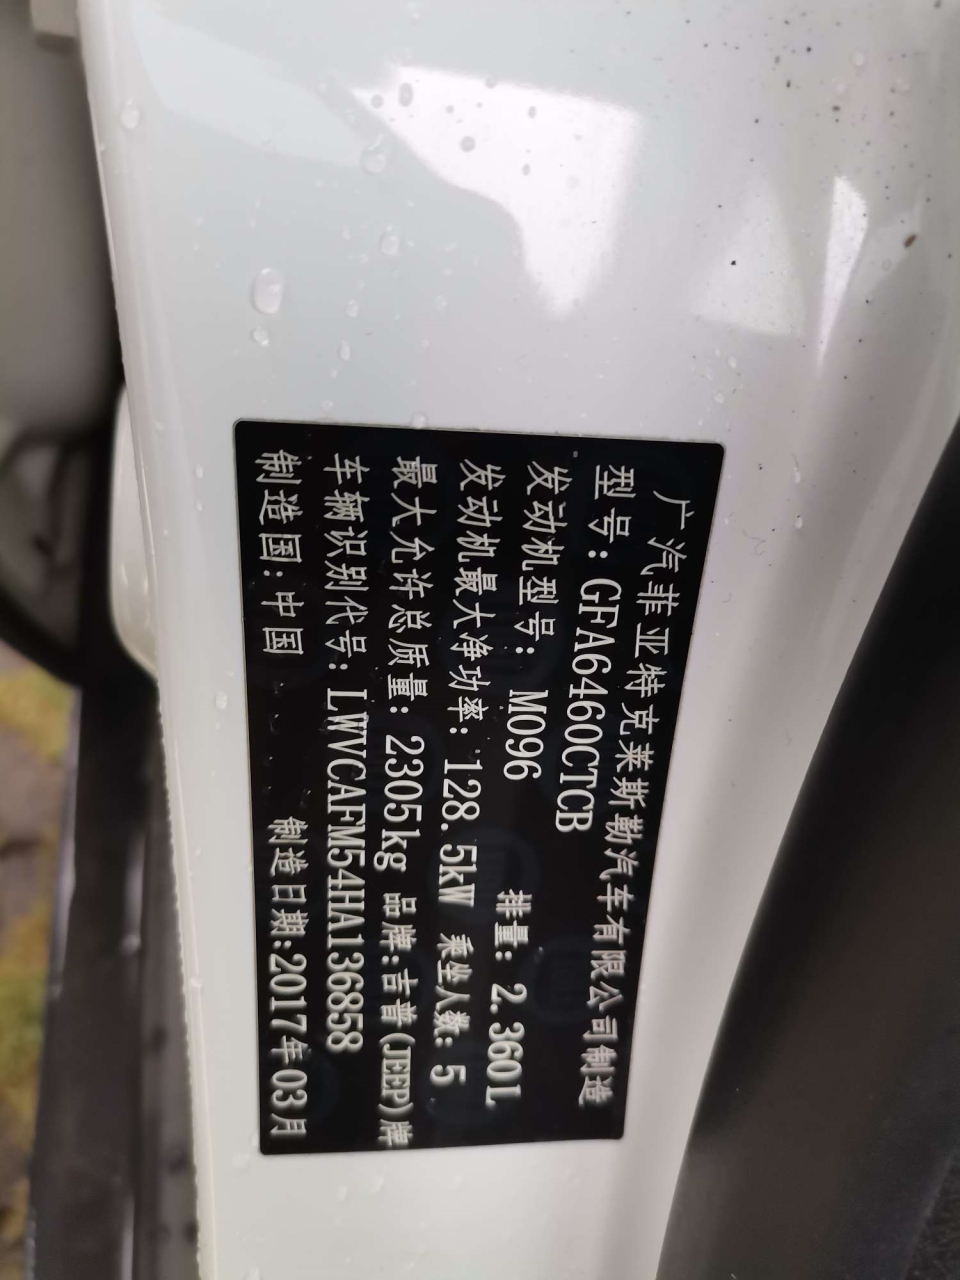 广汽菲亚特克莱斯勒汽车有限公司制造
型号：GFA6460CTCB
发动机型号：M096 排量：2.360L
发动机最大净功率：128.5kW 乘坐人数：5
最大允许总质量：2305kg 品牌：吉普(JEEP)牌
车辆识别代号：LWVCAFM54HA136858
制造国：中国 制造日期：2017年03月